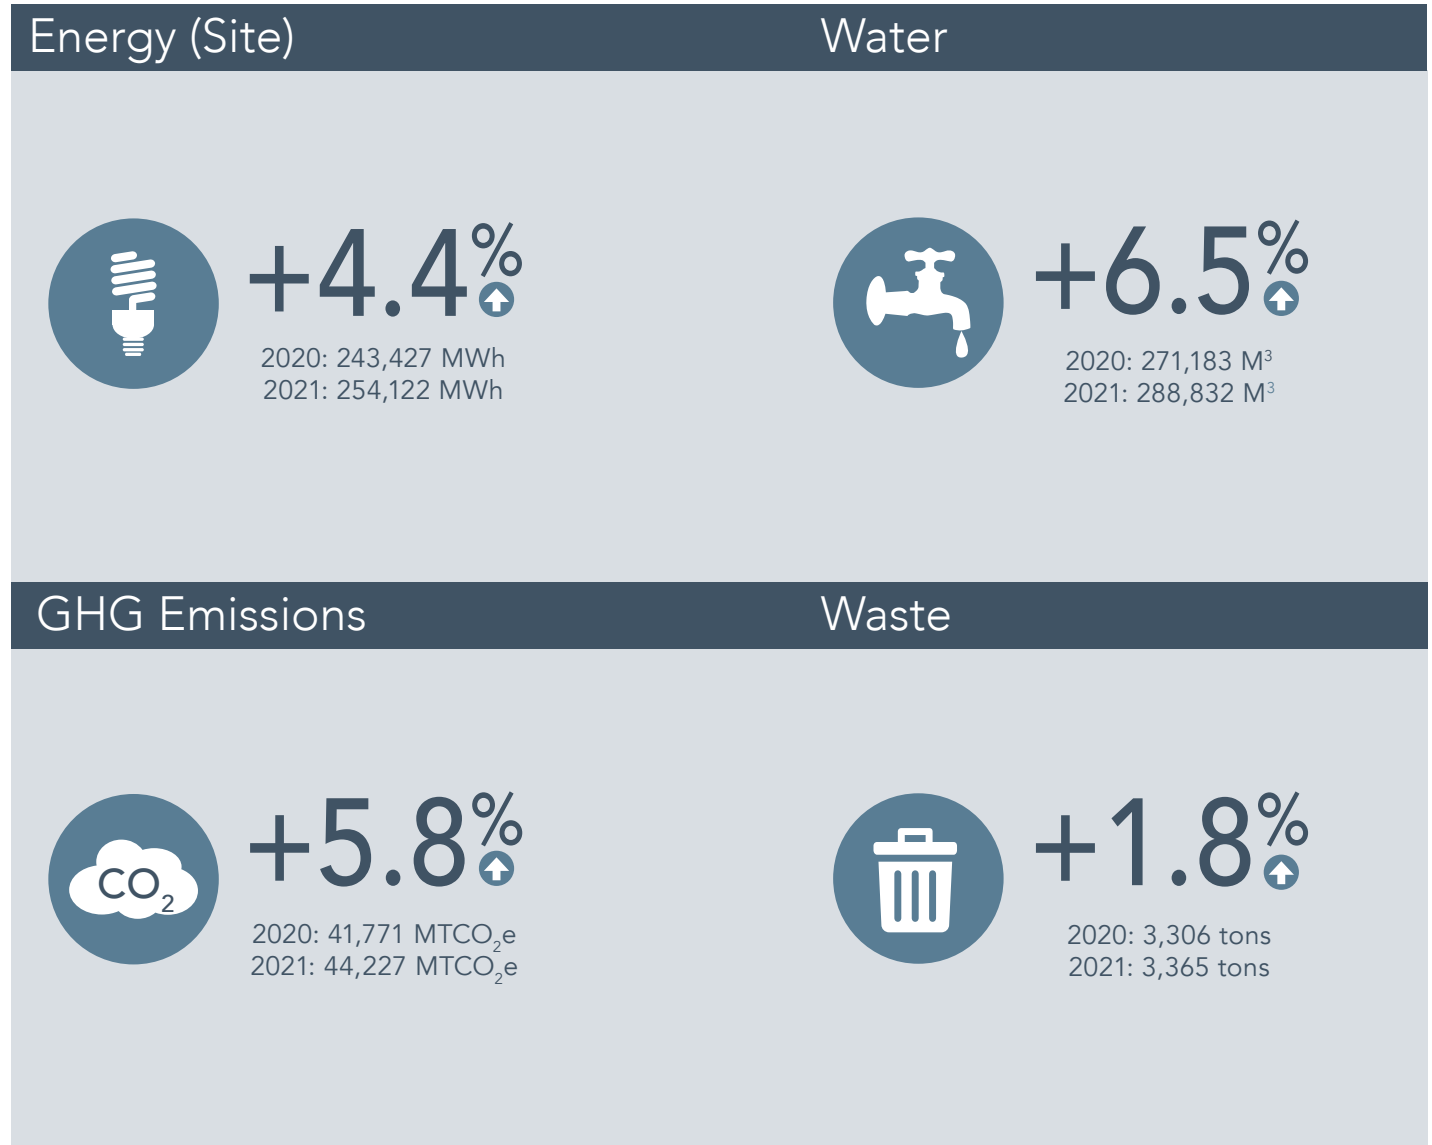 Energy (Site)
Water
+4.4%
2020: 243,427 MWh
2021: 254,122 MWh
+6.5%
2020: 271,183 M³
2021: 288,832 M³
GHG Emissions
Waste
CO₂
+5.8%
2020: 41,771 MTCO₂e
2021: 44,227 MTCO₂e
+1.8%
2020: 3,306 tons
2021: 3,365 tons